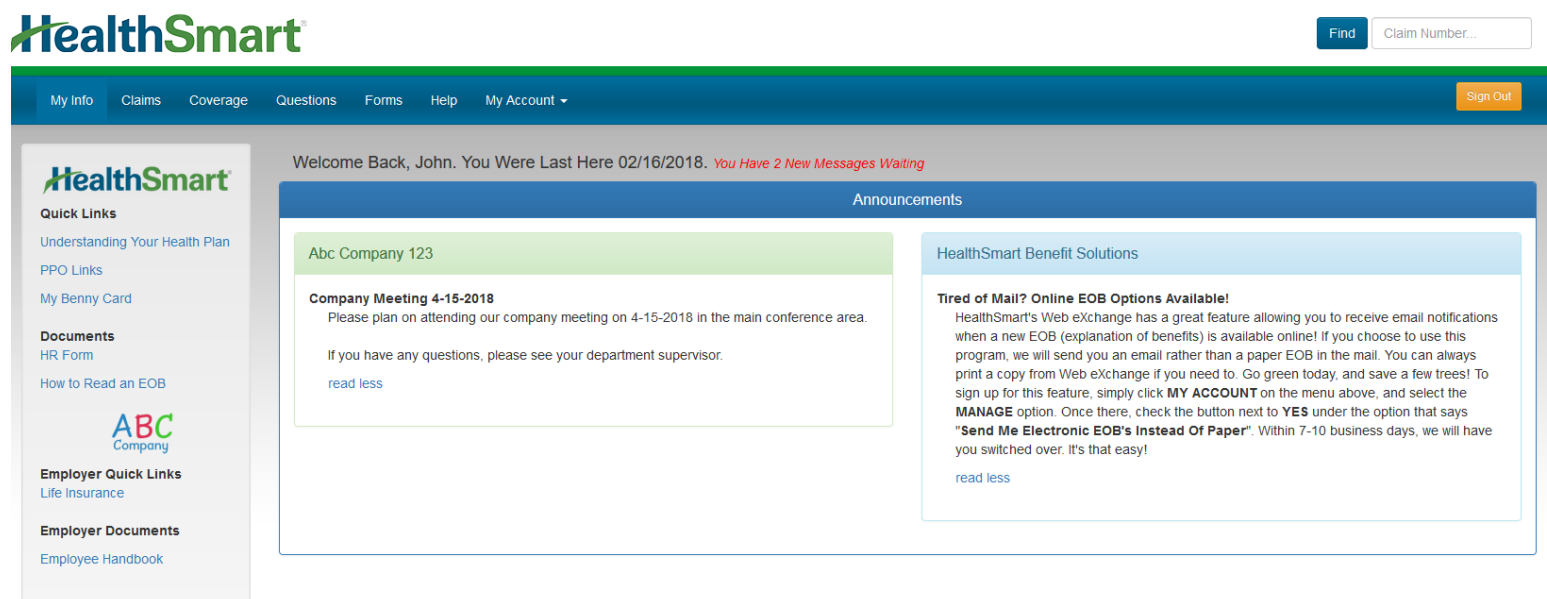 HealthSmart
Find
Claim Number...
My Info
Claims
Coverage
Questions
Forms
Help
My Account
Sign Out
HealthSmart
Quick Links
Understanding Your Health Plan
PPO Links
My Benny Card
Documents
HR Form
How to Read an EOB
ABC
Company
Employer Quick Links
Life Insurance
Employer Documents
Employee Handbook
Welcome Back, John. You Were Last Here 02/16/2018. You Have 2 New Messages Waiting
Announcements
Abc Company 123
Company Meeting 4-15-2018
Please plan on attending our company meeting on 4-15-2018 in the main conference area.
If you have any questions, please see your department supervisor.
read less
HealthSmart Benefit Solutions
Tired of Mail? Online EOB Options Available!
HealthSmart's Web eXchange has a great feature allowing you to receive email notifications
when a new EOB (explanation of benefits) is available online! If you choose to use this
program, we will send you an email rather than a paper EOB in the mail. You can always
print a copy from Web eXchange if you need to. Go green today, and save a few trees! To
sign up for this feature, simply click MY ACCOUNT on the menu above, and select the
MANAGE option. Once there, check the button next to YES under the option that says
"Send Me Electronic EOB's Instead Of Paper". Within 7-10 business days, we will have
you switched over. It's that easy!
read less